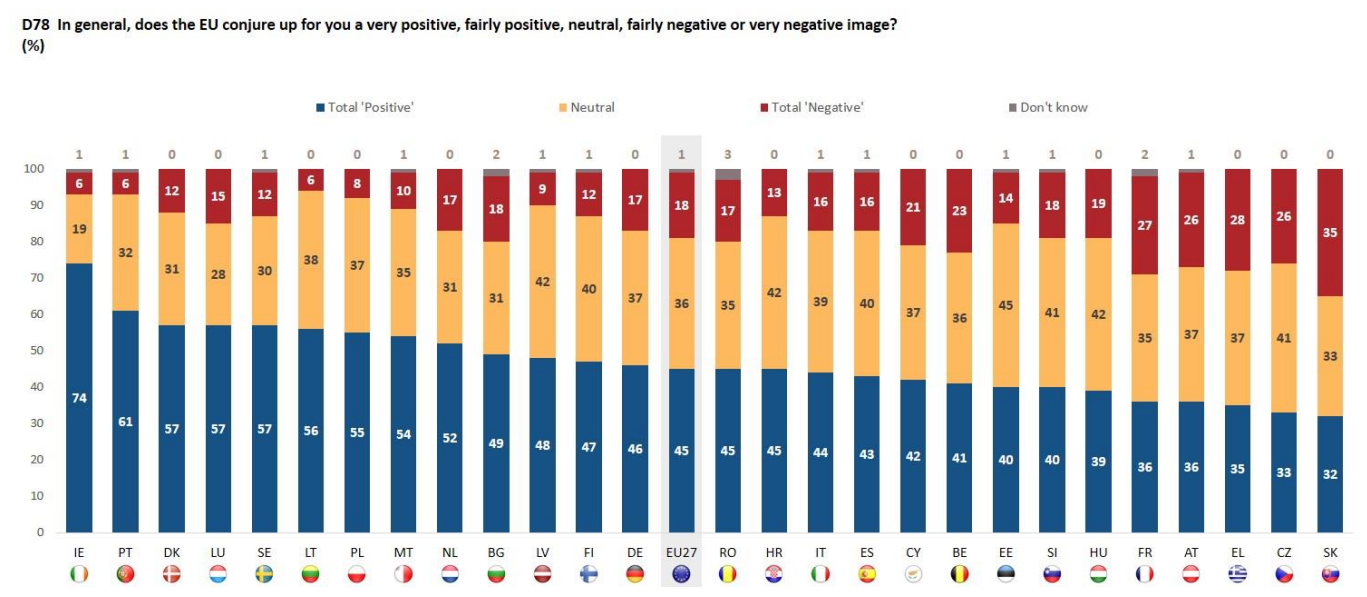 D78 In general, does the EU conjure up for you a very positive, fairly positive, neutral, fairly negative or very negative image?
(%)
Total 'Positive' Neutral Total 'Negative' Don't know
1 1 0 0 1 0 0 1 0 2 1 1 0 1 3 0 1 1 0 0 1 1 0 2 1 0 0 0
100
90
80
70
60
50
40
30
20
10
0
6 6 12 15 12 6 8 10 17 18 9 12 17 18 17 13 16 16 21 23 14 18 19 27 26 28 26 35
19 32 31 28 30 38 37 35 31 31 42 40 37 36 35 42 39 40 37 36 45 41 42 35 37 37 41 33
74 61 57 57 57 56 55 54 52 49 48 47 46 45 45 45 44 43 42 41 40 40 39 36 36 35 33 32
IE PT DK LU SE LT PL MT NL BG LV FI DE EU27 RO HR IT ES CY BE EE SI HU FR AT EL CZ SK